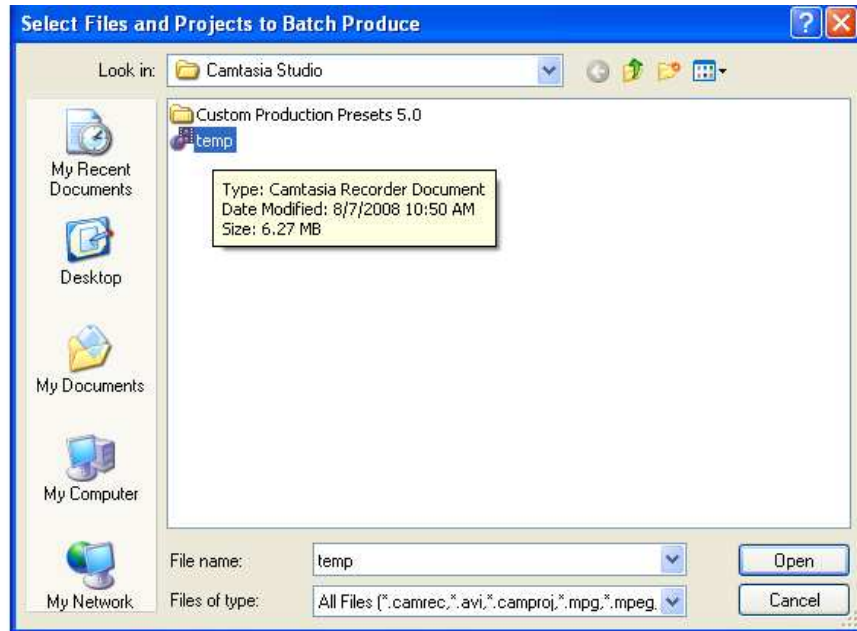 Select Files and Projects to Batch Produce
Look in:
Camtasia Studio
Custom Production Presets 5.0
temp
Type: Camtasia Recorder Document
Date Modified: 8/7/2008 10:50 AM
Size: 6.27 MB
My Recent
Documents
Desktop
My Documents
My Computer
My Network
File name:
temp
Open
Files of type:
All Files (*.camrec,*.avi,*.camproj,*.mpg,*.mpeg,
Cancel